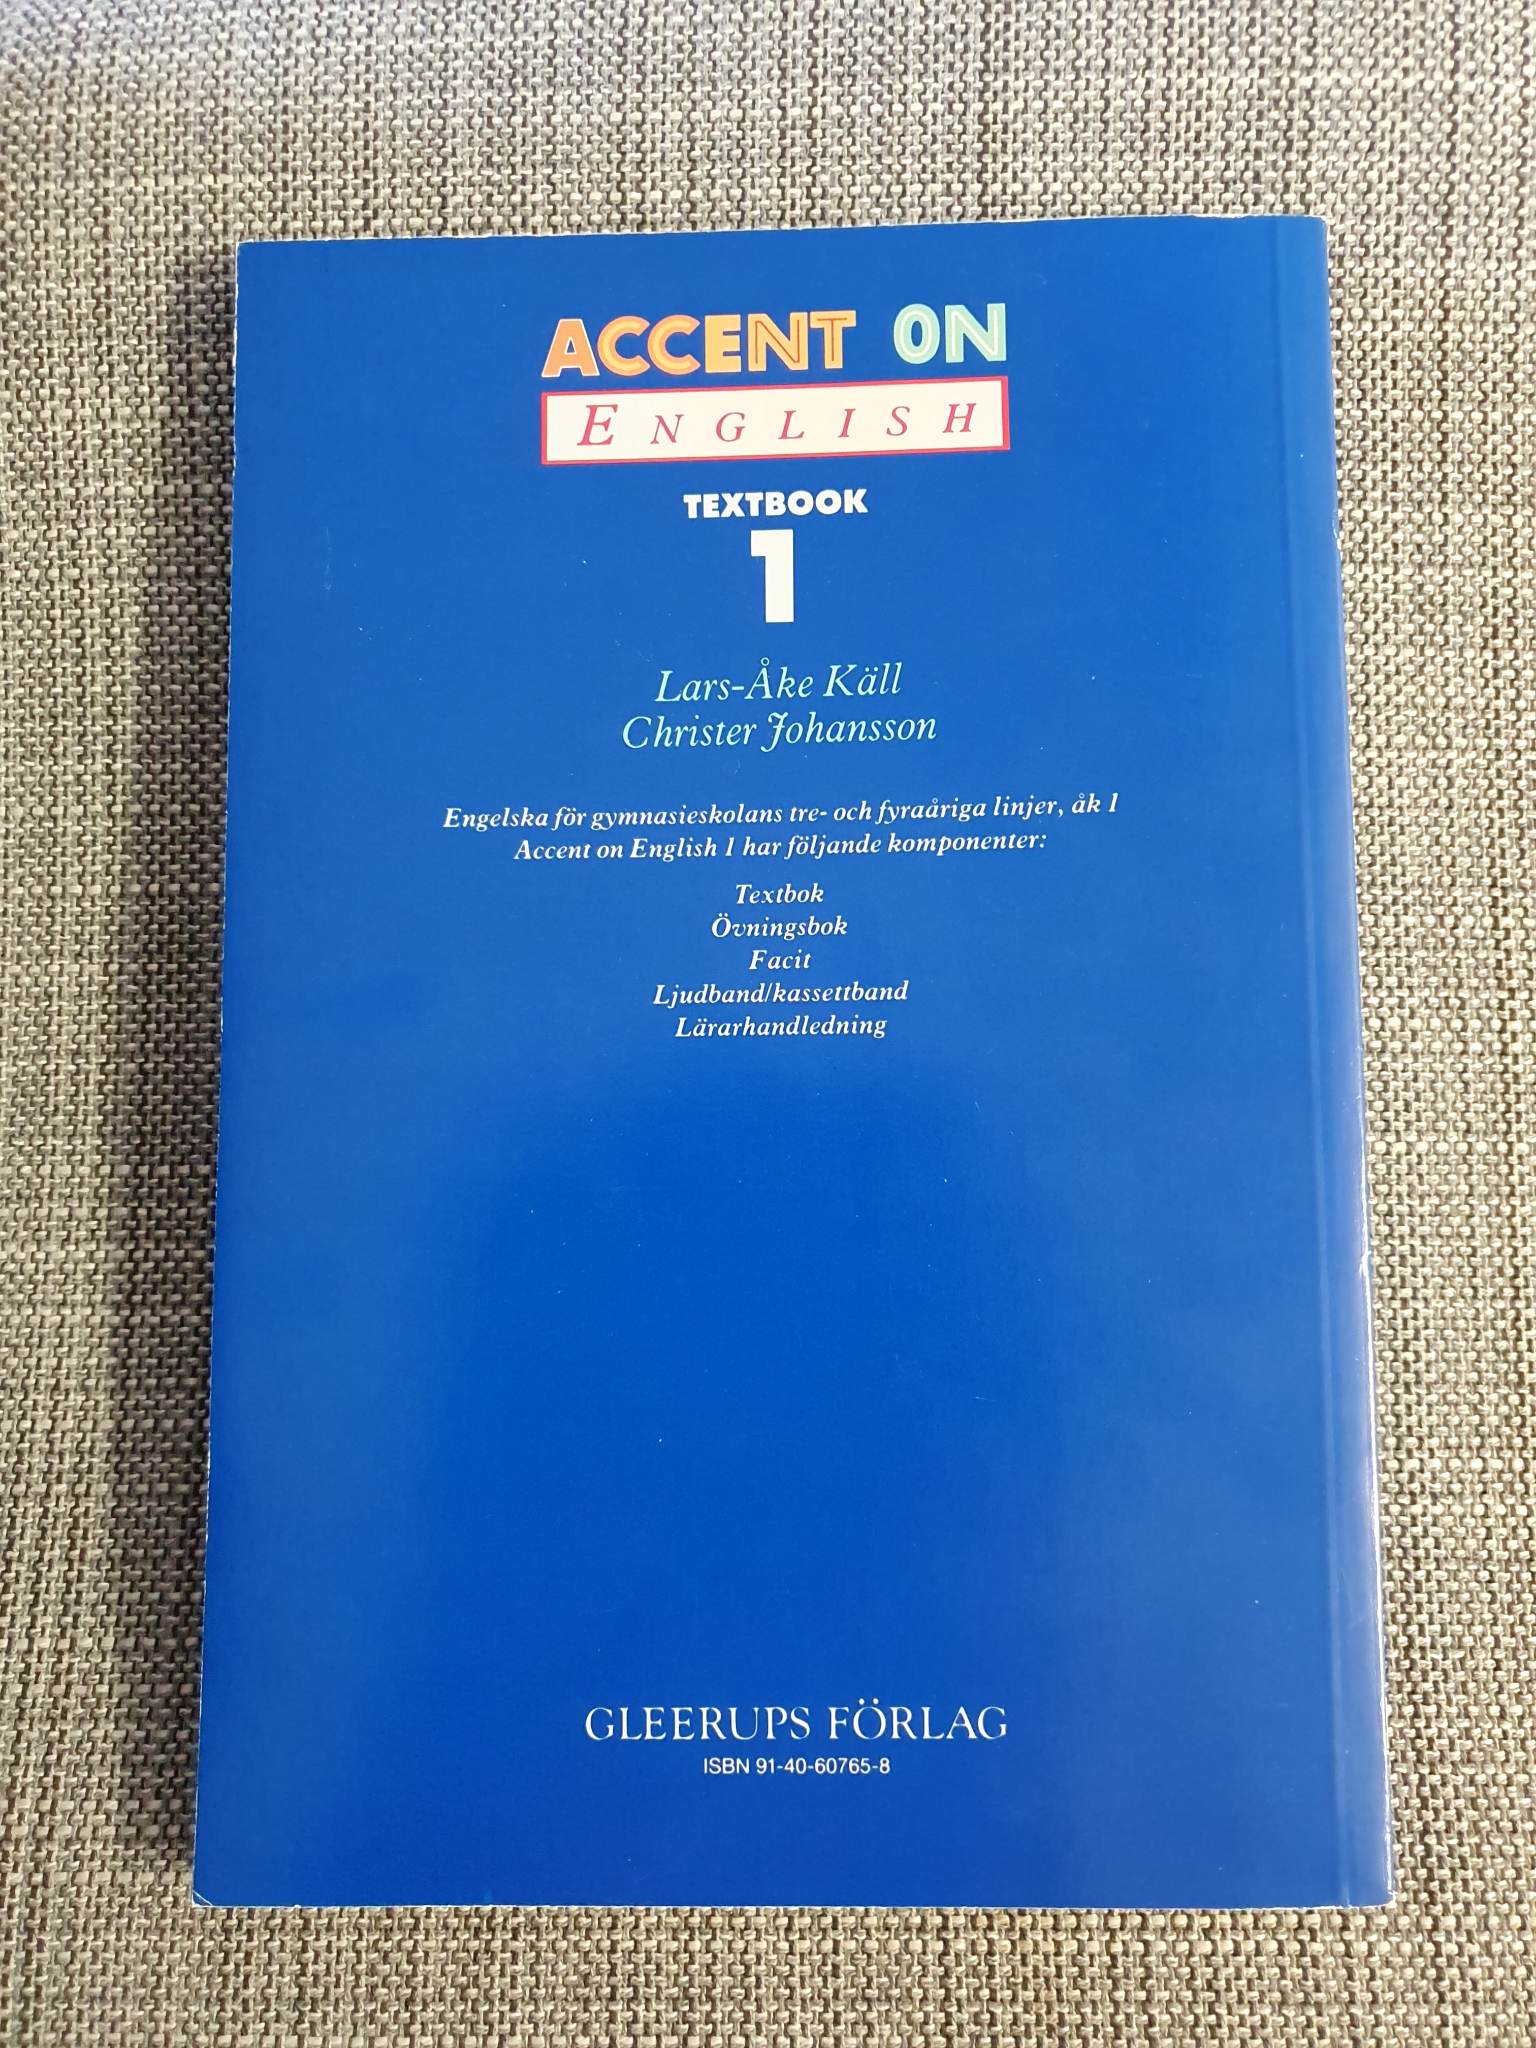 ACCENT ON
ENGLISH
TEXTBOOK
1
Lars-Åke Käll
Christer Johansson
Engelska för gymnasieskolans tre- och fyraåriga linjer, åk 1
Accent on English 1 har följande komponenter:
Textbok
Övningsbok
Facit
Ljudband/kassettband
Lärarhandledning
GLEERUPS FÖRLAG
ISBN 91-40-60765-8